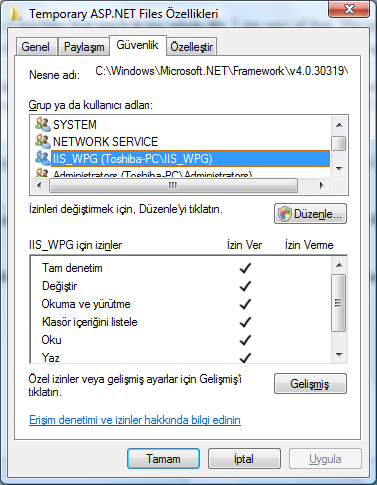 Temporary ASP.NET Files Özellikleri
Genel Paylaşım Güvenlik Özelleştir
Nesne adı: C:\Windows\Microsoft.NET\Framework\v4.0.30319\
Grup ya da kullanıcı adları:
SYSTEM
NETWORK SERVICE
IIS_WPG (Toshiba-PC\IIS_WPG)
Administrators (Toshiba-PC\Administrators)
İzinleri değiştirmek için, Düzenle'yi tıklatın. Düzenle...
IIS_WPG için izinler İzin Ver İzin Verme
Tam denetim
Değiştir
Okuma ve yürütme
Klasör içeriğini listele
Oku
Yaz
Özel izinler veya gelişmiş ayarlar için Gelişmiş'i
tıklatın. Gelişmiş
Erişim denetimi ve izinler hakkında bilgi edinin
Tamam İptal Uygula